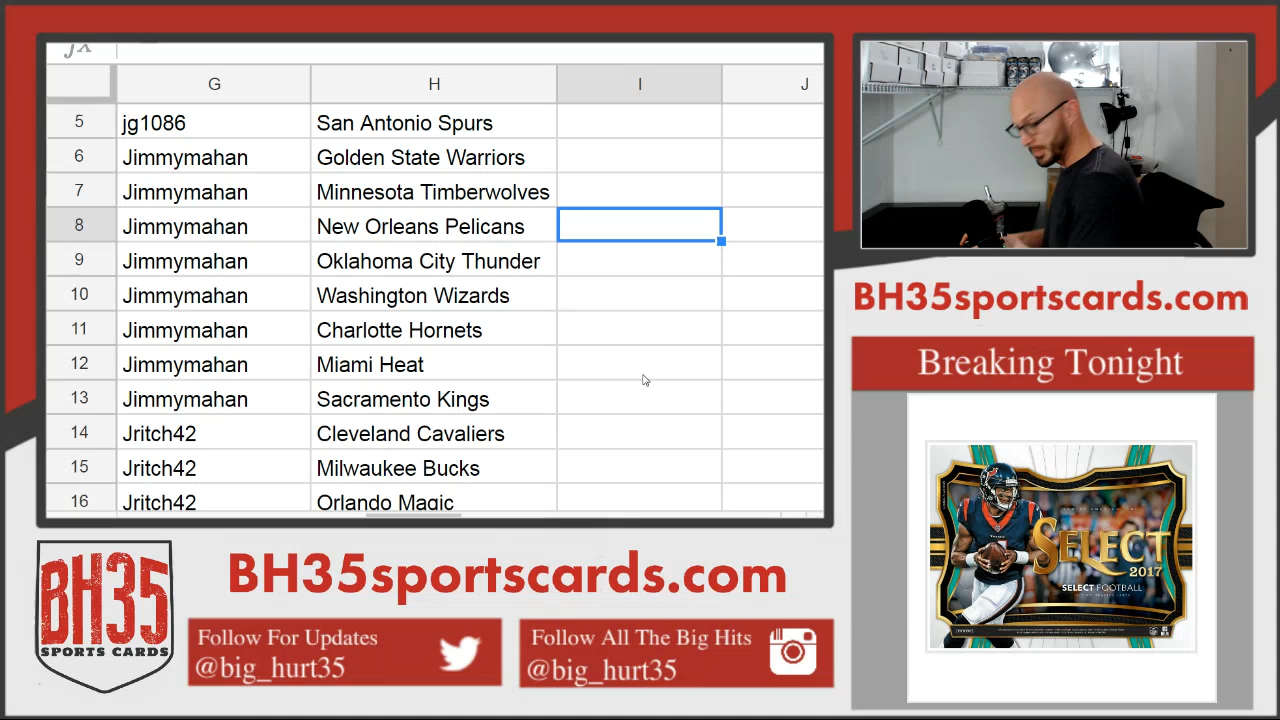 G H I J
5 jg1086 San Antonio Spurs
6 Jimmymahan Golden State Warriors
7 Jimmymahan Minnesota Timberwolves
8 Jimmymahan New Orleans Pelicans
9 Jimmymahan Oklahoma City Thunder
10 Jimmymahan Washington Wizards
11 Jimmymahan Charlotte Hornets
12 Jimmymahan Miami Heat
13 Jimmymahan Sacramento Kings
14 Jritch42 Cleveland Cavaliers
15 Jritch42 Milwaukee Bucks
16 Jritch42 Orlando Magic
BH35sportscards.com
Breaking Tonight
SELECT
2017
SELECT FOOTBALL
BH35
SPORTS CARDS
BH35sportscards.com
Follow For Updates
@big_hurt35
Follow All The Big Hits
@big_hurt35